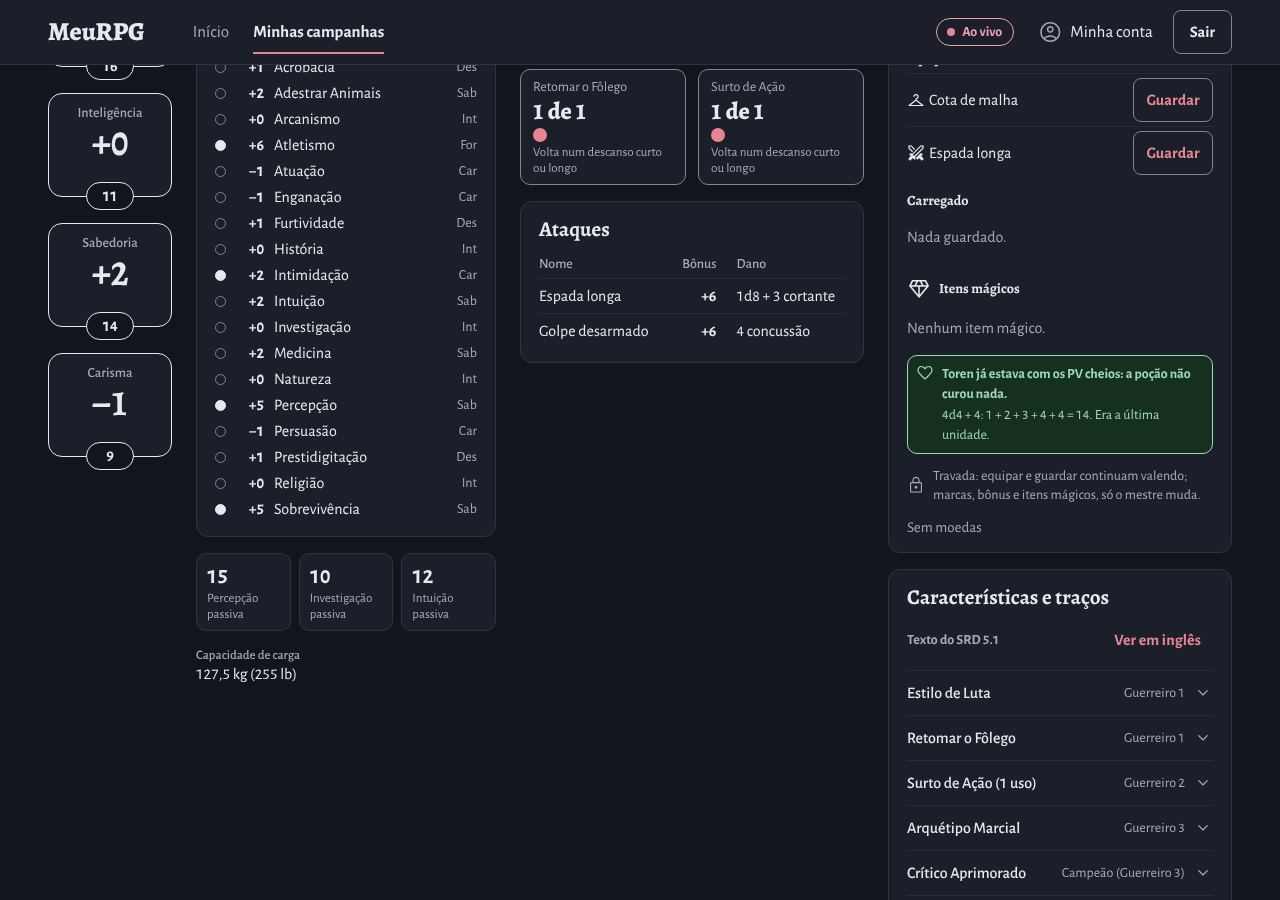 MeuRPG
Início
Minhas campanhas
Ao vivo
Minha conta
Sair
16
Inteligência
+0
11
Sabedoria
+2
14
Carisma
−1
9
+1 Acrobacia Des
+2 Adestrar Animais Sab
+0 Arcanismo Int
+6 Atletismo For
−1 Atuação Car
−1 Enganação Car
+1 Furtividade Des
+0 História Int
+2 Intimidação Car
+2 Intuição Sab
+0 Investigação Int
+2 Medicina Sab
+0 Natureza Int
+5 Percepção Sab
−1 Persuasão Car
+1 Prestidigitação Des
+0 Religião Int
+5 Sobrevivência Sab
15
Percepção
passiva
10
Investigação
passiva
12
Intuição
passiva
Capacidade de carga
127,5 kg (255 lb)
Retomar o Fôlego
1 de 1
Volta num descanso curto
ou longo
Surto de Ação
1 de 1
Volta num descanso curto
ou longo
Ataques
Nome Bônus Dano
Espada longa +6 1d8 + 3 cortante
Golpe desarmado +6 4 concussão
Cota de malha Guardar
Espada longa Guardar
Carregado
Nada guardado.
Itens mágicos
Nenhum item mágico.
Toren já estava com os PV cheios: a poção não
curou nada.
4d4 + 4: 1 + 2 + 3 + 4 + 4 = 14. Era a última
unidade.
Travada: equipar e guardar continuam valendo;
marcas, bônus e itens mágicos, só o mestre muda.
Sem moedas
Características e traços
Texto do SRD 5.1 Ver em inglês
Estilo de Luta Guerreiro 1
Retomar o Fôlego Guerreiro 1
Surto de Ação (1 uso) Guerreiro 2
Arquétipo Marcial Guerreiro 3
Crítico Aprimorado Campeão (Guerreiro 3)